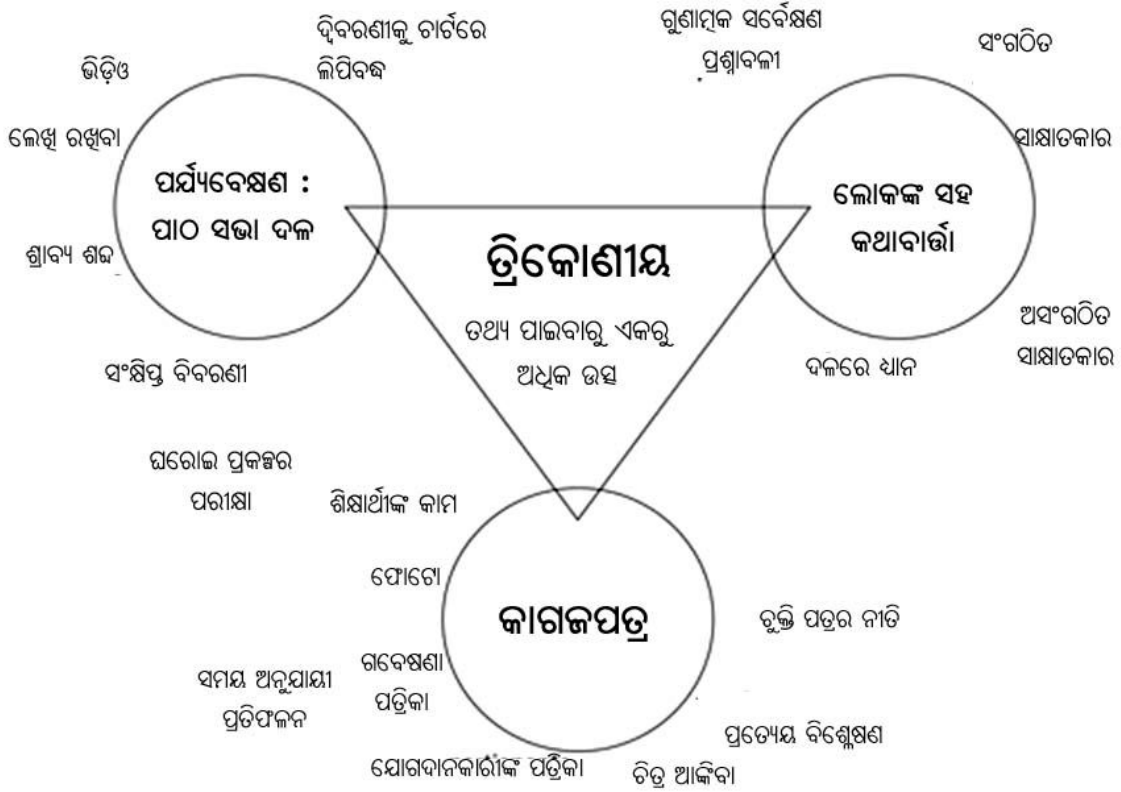 ଦ୍ୱିବରଣୀକୁ ଚାର୍ଟରେ
ଲିପିବଦ୍ଧ
ଭିଡ଼ିଓ
ଲେଖି ରଖିବା
ପର୍ଯ୍ୟବେକ୍ଷଣ :
ପାଠ ସଭା ଦଳ
ଶ୍ରାବ୍ୟ ଶବ୍ଦ
ସଂକ୍ଷିପ୍ତ ବିବରଣୀ
ଗୁଣାତ୍ମକ ସର୍ବେକ୍ଷଣ
ପ୍ରଶ୍ନାବଳୀ
ସଂଗଠିତ
ସାକ୍ଷାତକାର
ଲୋକଙ୍କ ସହ
କଥାବାର୍ତ୍ତା
ଅସଂଗଠିତ
ସାକ୍ଷାତକାର
ଦଳରେ ଧ୍ୟାନ
ତ୍ରିକୋଣୀୟ
ତଥ୍ୟ ପାଇବାରୁ ଏକରୁ
ଅଧିକ ଉତ୍ସ
ଘରୋଇ ପ୍ରକଳ୍ପର
ପରୀକ୍ଷା
ଶିକ୍ଷାର୍ଥୀଙ୍କ କାମ
ଫୋଟୋ
କାଗଜପତ୍ର
ଚୁକ୍ତି ପତ୍ରର ନୀତି
ଗବେଷଣା
ପତ୍ରିକା
ସମୟ ଅନୁଯାୟୀ
ପ୍ରତିଫଳନ
ପ୍ରତ୍ୟେୟ ବିଶ୍ଳେଷଣ
ଯୋଗଦାନକାରୀଙ୍କ ପତ୍ରିକା
ଚିତ୍ର ଆଙ୍କିବା